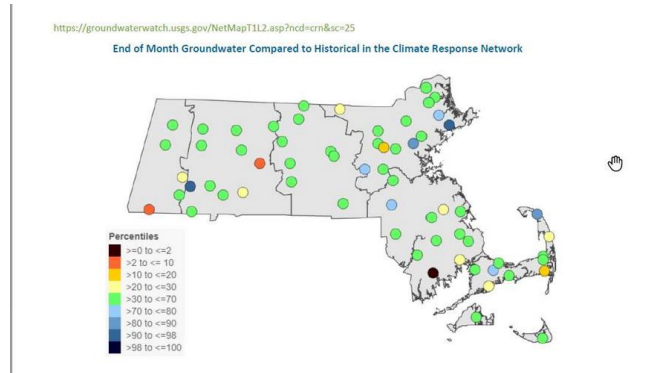 https://groundwaterwatch.usgs.gov/NetMapT1L2.asp?ncd=crn&sc=25
End of Month Groundwater Compared to Historical in the Climate Response Network
Percentiles
>=0 to <=2
>2 to <= 10
>10 to <=20
>20 to <=30
>30 to <=70
>70 to <=80
>80 to <=90
>90 to <=98
>98 to <=100